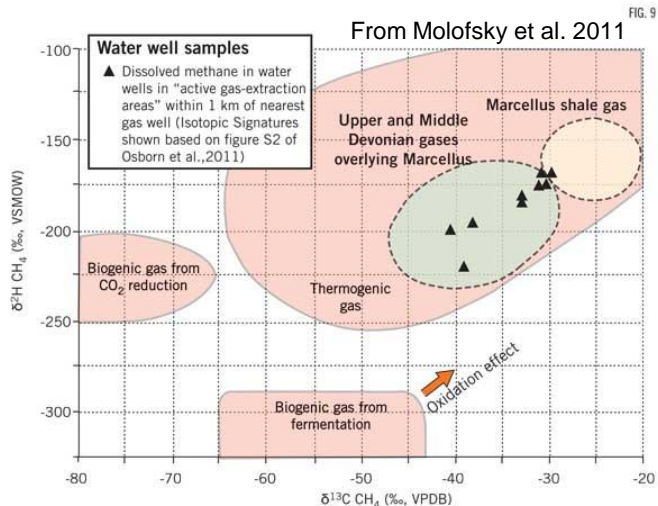 FIG. 9
From Molofsky et al. 2011
Water well samples
▲ Dissolved methane in water
wells in “active gas-extraction
areas” within 1 km of nearest
gas well (Isotopic Signatures
shown based on figure S2 of
Osborn et al.,2011)
Marcellus shale gas
Upper and Middle
Devonian gases
overlying Marcellus
Biogenic gas from
CO₂ reduction
Thermogenic
gas
Oxidation effect
Biogenic gas from
fermentation
δ²H CH₄ (‰, VSMOW)
-100
-150
-200
-250
-300
-80 -70 -60 -50 -40 -30 -20
δ¹³C CH₄ (‰, VPDB)